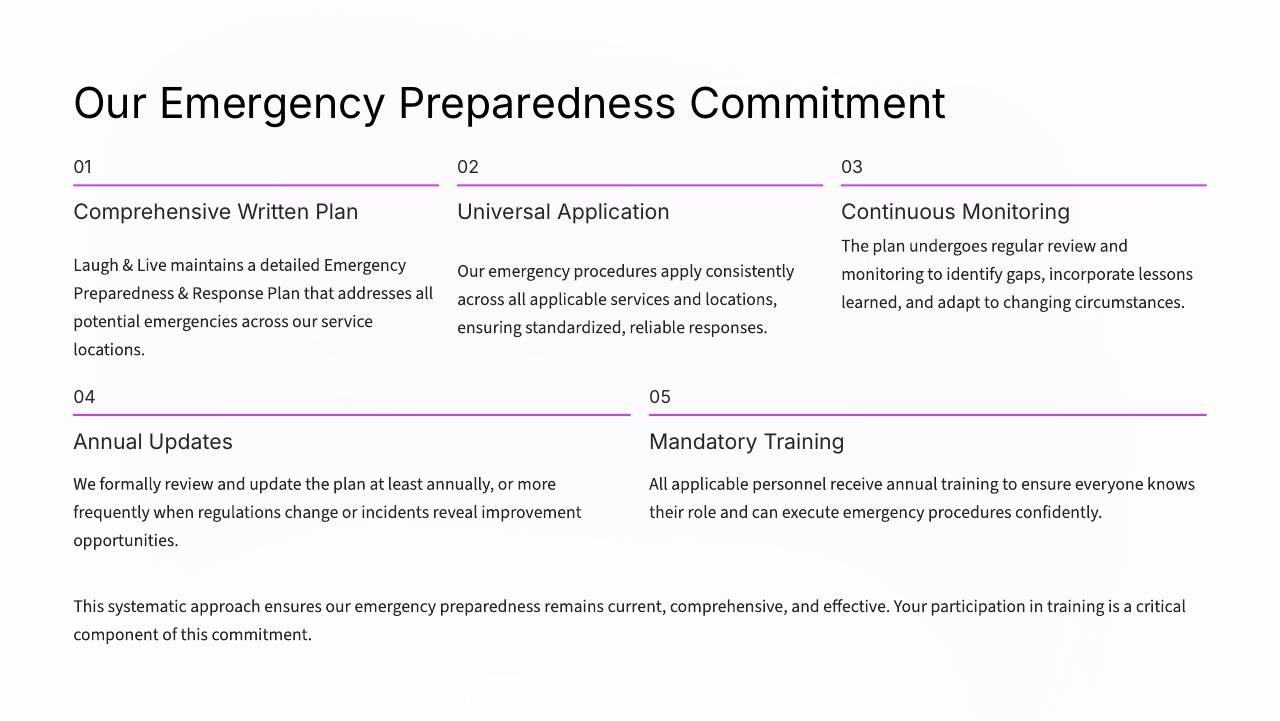 Our Emergency Preparedness Commitment
01
Comprehensive Written Plan
Laugh & Live maintains a detailed Emergency
Preparedness & Response Plan that addresses all
potential emergencies across our service
locations.
02
Universal Application
Our emergency procedures apply consistently
across all applicable services and locations,
ensuring standardized, reliable responses.
03
Continuous Monitoring
The plan undergoes regular review and
monitoring to identify gaps, incorporate lessons
learned, and adapt to changing circumstances.
04
Annual Updates
We formally review and update the plan at least annually, or more
frequently when regulations change or incidents reveal improvement
opportunities.
05
Mandatory Training
All applicable personnel receive annual training to ensure everyone knows
their role and can execute emergency procedures confidently.
This systematic approach ensures our emergency preparedness remains current, comprehensive, and effective. Your participation in training is a critical
component of this commitment.